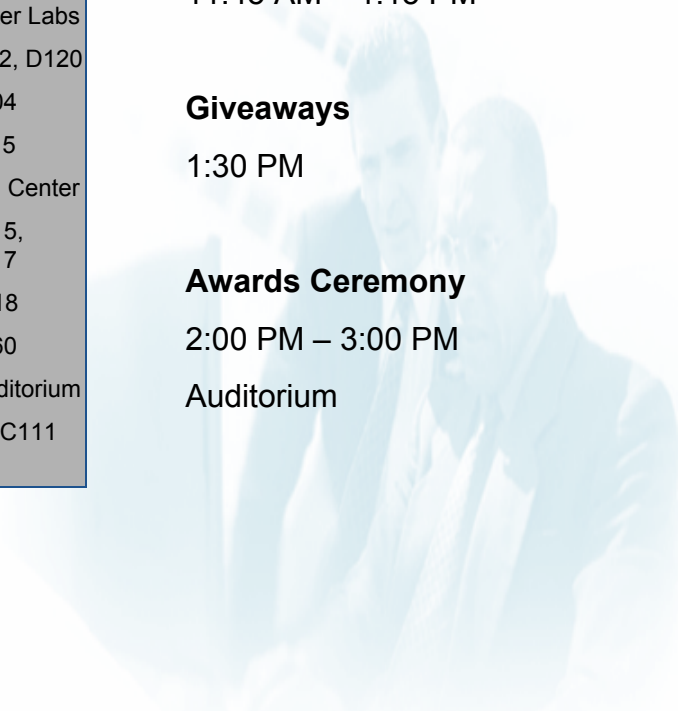 er Labs
2, D120
04
5
Center
5,
7
18
60
ditorium
C111
Giveaways
1:30 PM
Awards Ceremony
2:00 PM – 3:00 PM
Auditorium